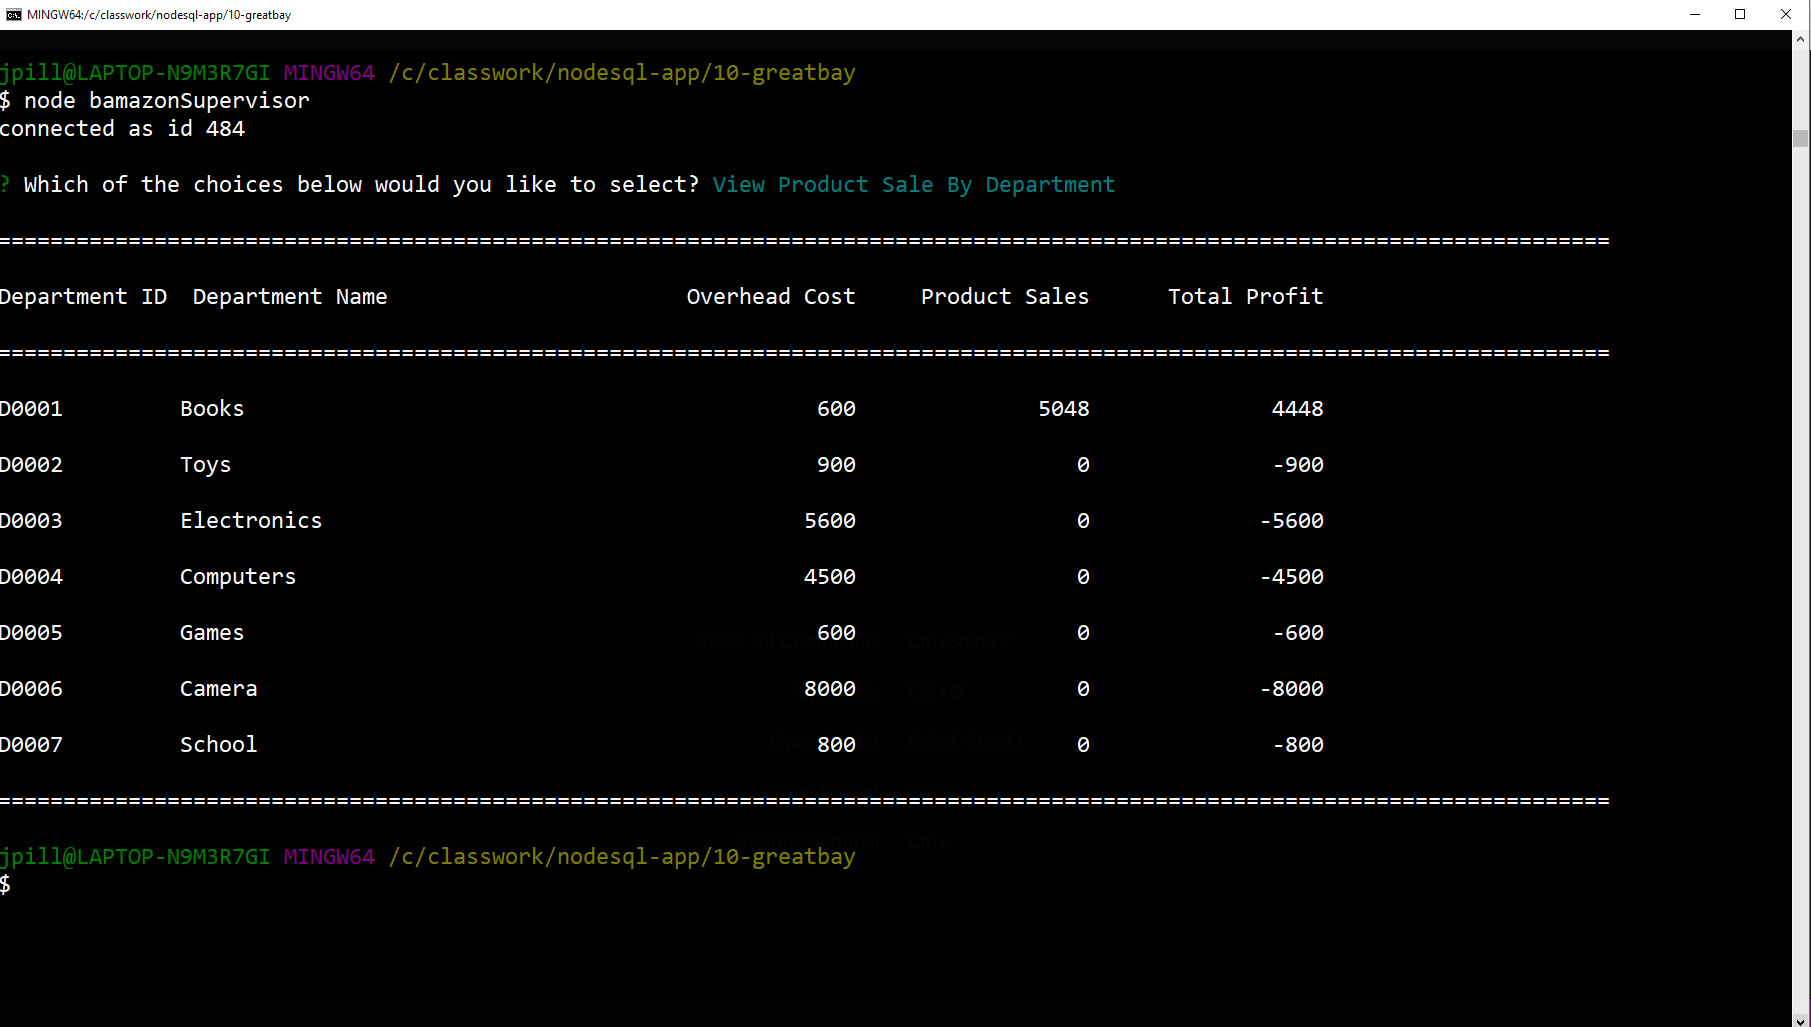 MINGW64:/c/classwork/nodesql-app/10-greatbay
jpill@LAPTOP-N9M3R7GI MINGW64 /c/classwork/nodesql-app/10-greatbay
$ node bamazonSupervisor
connected as id 484
? Which of the choices below would you like to select? View Product Sale By Department
============================================================================================================================
Department ID  Department Name                       Overhead Cost     Product Sales      Total Profit
============================================================================================================================
D0001         Books                                            600              5048              4448
D0002         Toys                                             900                 0              -900
D0003         Electronics                                     5600                 0             -5600
D0004         Computers                                       4500                 0             -4500
D0005         Games                                            600                 0              -600
D0006         Camera                                          8000                 0             -8000
D0007         School                                           800                 0              -800
============================================================================================================================
jpill@LAPTOP-N9M3R7GI MINGW64 /c/classwork/nodesql-app/10-greatbay
$